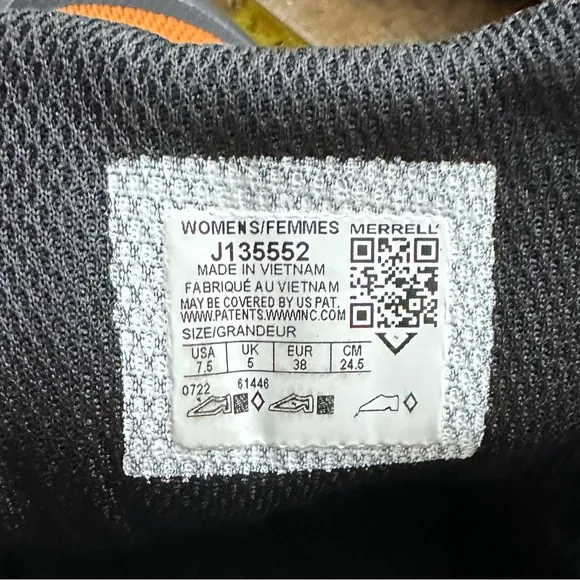 WOMENS/FEMMES MERRELL
J135552
MADE IN VIETNAM
FABRIQUÉ AU VIETNAM
MAY BE COVERED BY US PAT.
WWW.PATENTS.WWWINC.COM
SIZE/GRANDEUR
USA UK EUR CM
7.5 5 38 24.5
0722 61446